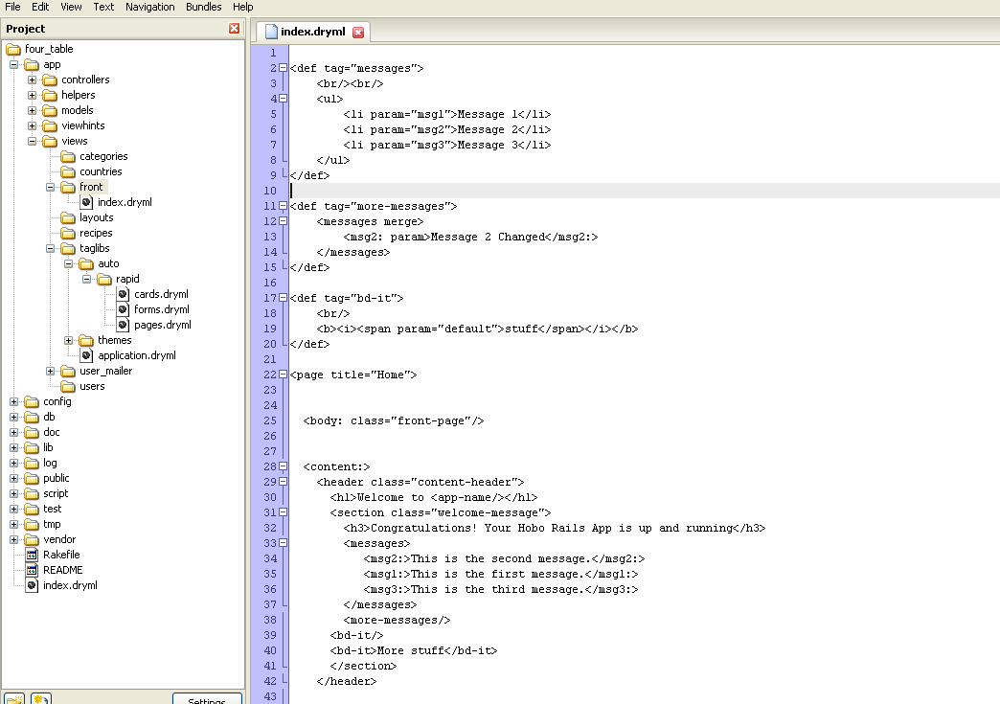 File Edit View Text Navigation Bundles Help
Project
four_table
app
controllers
helpers
models
viewhints
views
categories
countries
front
index.dryml
layouts
recipes
taglibs
auto
rapid
cards.dryml
forms.dryml
pages.dryml
themes
application.dryml
user_mailer
users
config
db
doc
lib
log
public
script
test
tmp
vendor
Rakefile
README
index.dryml
Settings
index.dryml
1
2 <def tag="messages">
3 <br/><br/>
4 <ul>
5 <li param="msg1">Message 1</li>
6 <li param="msg2">Message 2</li>
7 <li param="msg3">Message 3</li>
8 </ul>
9 </def>
10
11 <def tag="more-messages">
12 <messages merge>
13 <msg2: param>Message 2 Changed</msg2:>
14 </messages>
15 </def>
16
17 <def tag="bd-it">
18 <br/>
19 <b><i><span param="default">stuff</span></i></b>
20 </def>
21
22 <page title="Home">
23
24
25 <body: class="front-page"/>
26
27
28 <content:>
29 <header class="content-header">
30 <h1>Welcome to <app-name/></h1>
31 <section class="welcome-message">
32 <h3>Congratulations! Your Hobo Rails App is up and running</h3>
33 <messages>
34 <msg2:>This is the second message.</msg2:>
35 <msg1:>This is the first message.</msg1:>
36 <msg3:>This is the third message.</msg3:>
37 </messages>
38 <more-messages/>
39 <bd-it/>
40 <bd-it>More stuff</bd-it>
41 </section>
42 </header>
43